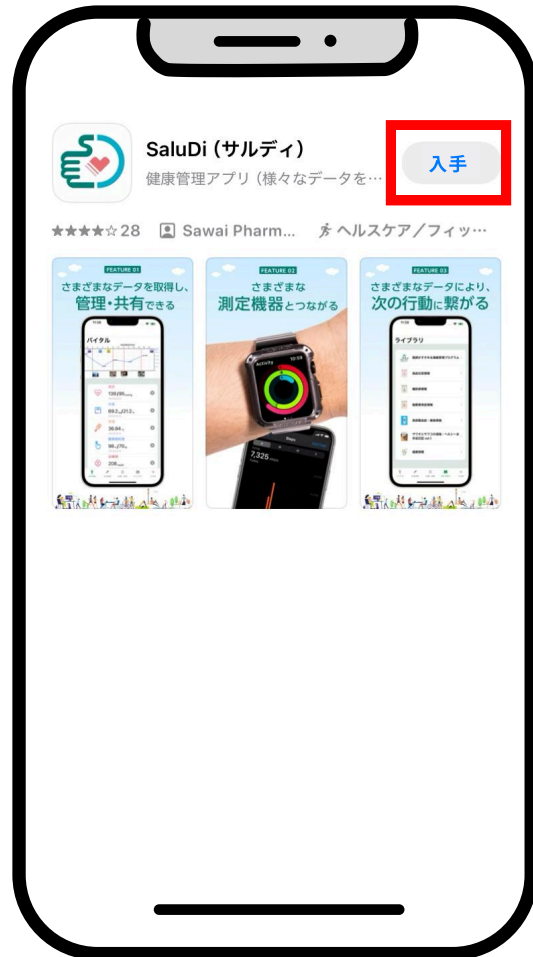 SaluDi（サルディ）
健康管理アプリ（様々なデータを…
入手
★★★★☆ 28
Sawai Pharm...
ヘルスケア／フィッ…
FEATURE 01
さまざまなデータを取得し、
管理・共有できる
バイタル
FEATURE 02
さまざまな
測定機器とつながる
Activity
10:09
Steps
7,325
FEATURE 03
さまざまなデータにより、
次の行動に繋がる
ライブラリ